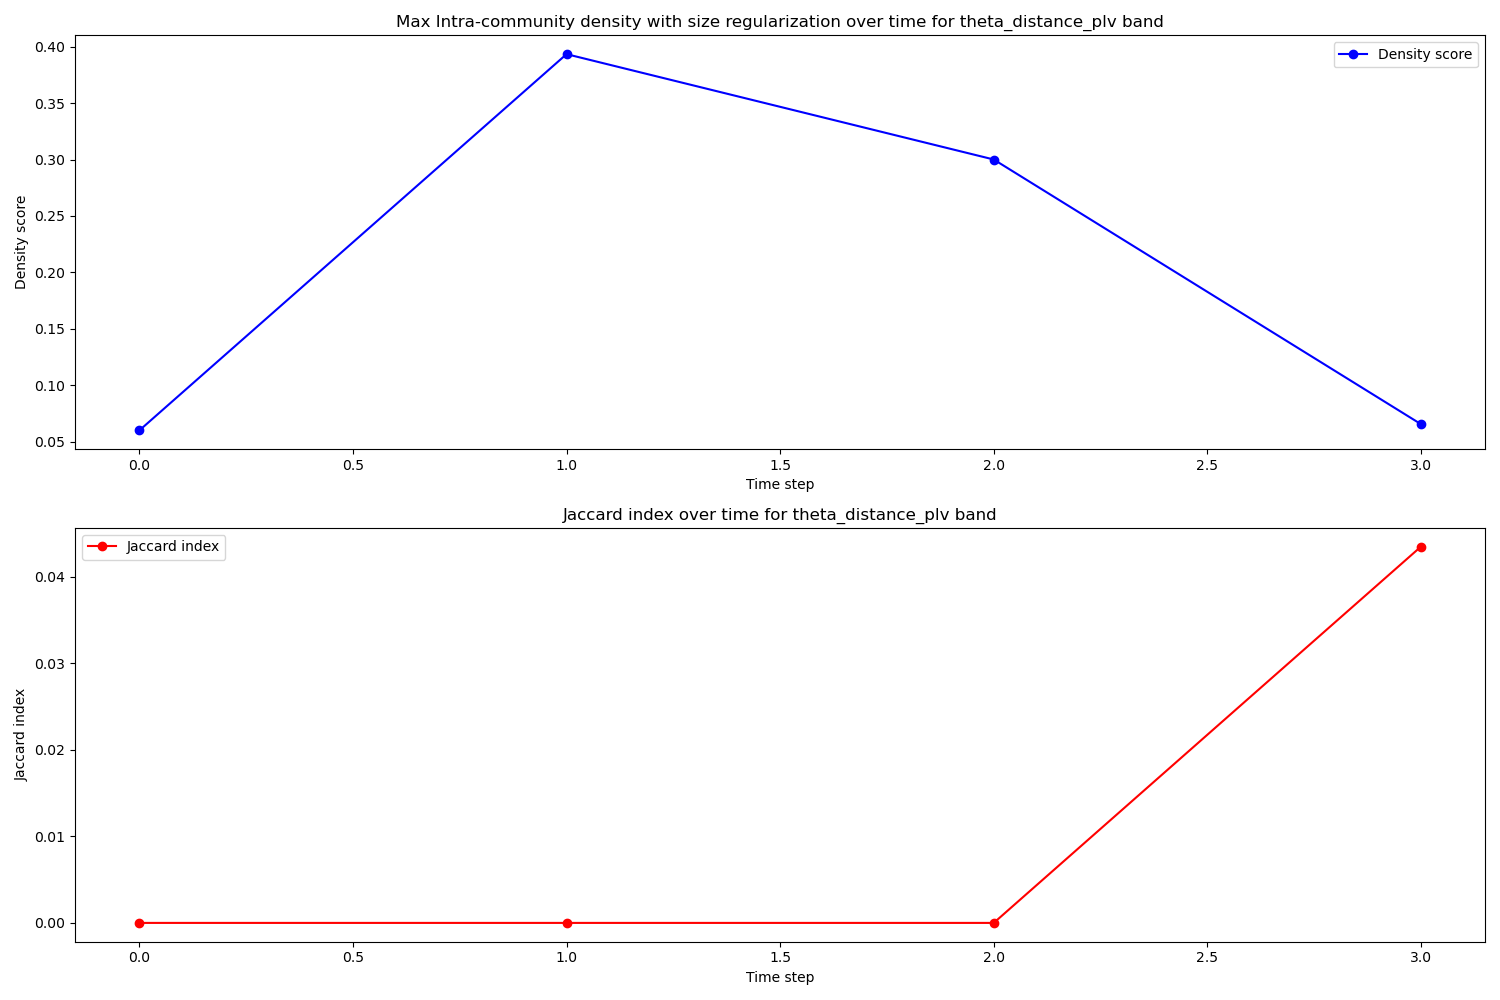 Max Intra-community density with size regularization over time for theta_distance_plv band
Density score
0.40
0.35
0.30
0.25
0.20
0.15
0.10
0.05
Density score
0.0 0.5 1.0 1.5 2.0 2.5 3.0
Time step
Jaccard index over time for theta_distance_plv band
Jaccard index
0.04
0.03
0.02
0.01
0.00
Jaccard index
0.0 0.5 1.0 1.5 2.0 2.5 3.0
Time step